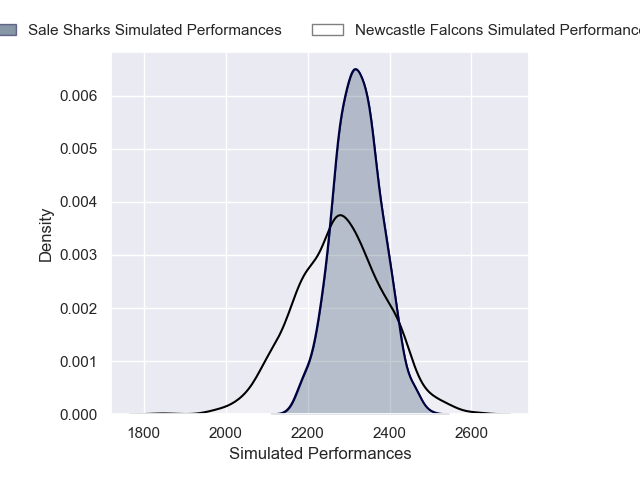 Sale Sharks Simulated Performances
Newcastle Falcons Simulated Performance
0.006
0.005
0.004
0.003
0.002
0.001
0.000
Density
1800 2000 2200 2400 2600
Simulated Performances